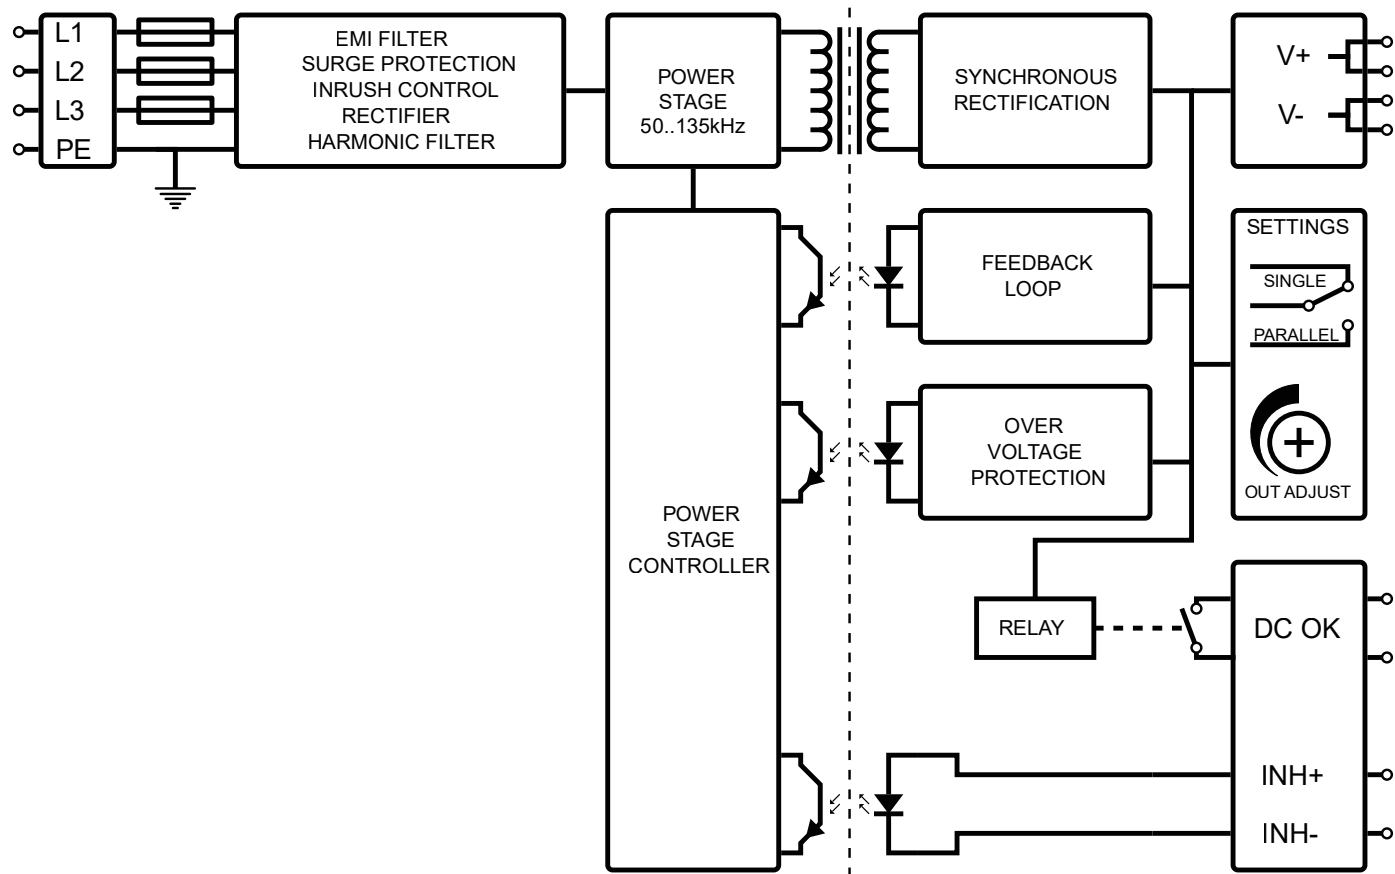 L1
L2
L3
PE
EMI FILTER
SURGE PROTECTION
INRUSH CONTROL
RECTIFIER
HARMONIC FILTER
POWER
STAGE
50..135kHz
SYNCHRONOUS
RECTIFICATION
V+
V-
POWER
STAGE
CONTROLLER
FEEDBACK
LOOP
OVER
VOLTAGE
PROTECTION
SETTINGS
SINGLE
PARALLEL
OUT ADJUST
RELAY
DC OK
INH+
INH-